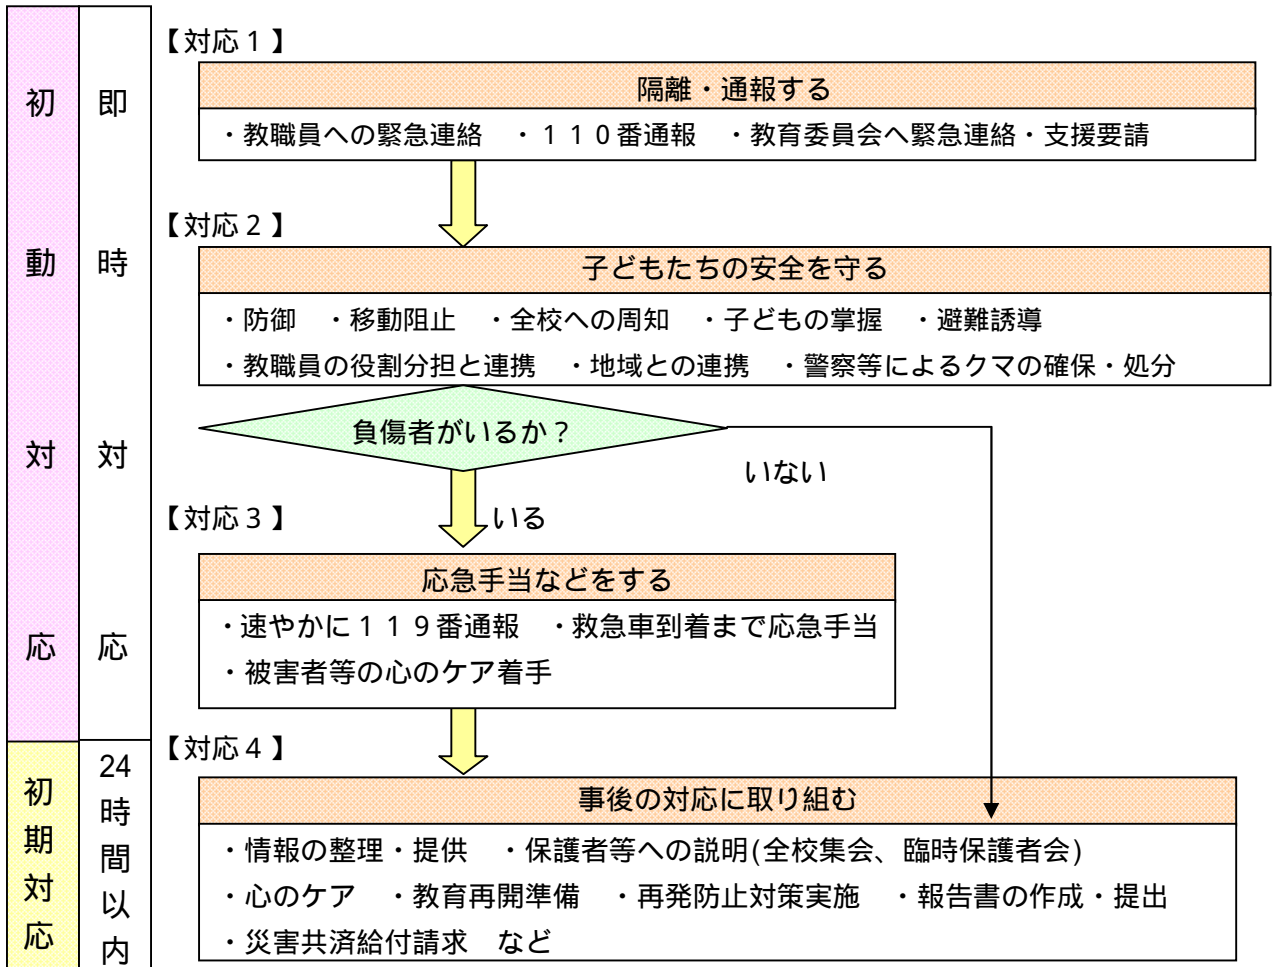 初動対応
即時対応
【対応１】
隔離・通報する
・教職員への緊急連絡　・１１０番通報　・教育委員会へ緊急連絡・支援要請
【対応２】
子どもたちの安全を守る
・防御　・移動阻止　・全校への周知　・子どもの掌握　・避難誘導
・教職員の役割分担と連携　・地域との連携　・警察等によるクマの確保・処分
負傷者がいるか？
いない
いる
【対応３】
応急手当などをする
・速やかに１１９番通報　・救急車到着まで応急手当
・被害者等の心のケア着手
初期対応
24時間以内
【対応４】
事後の対応に取り組む
・情報の整理・提供　・保護者等への説明(全校集会、臨時保護者会)
・心のケア　・教育再開準備　・再発防止対策実施　・報告書の作成・提出
・災害共済給付請求　など